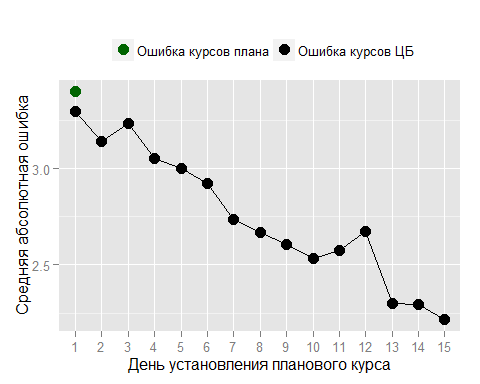 Ошибка курсов плана Ошибка курсов ЦБ
Средняя абсолютная ошибка
3.0
2.5
1 2 3 4 5 6 7 8 9 10 11 12 13 14 15
День установления планового курса